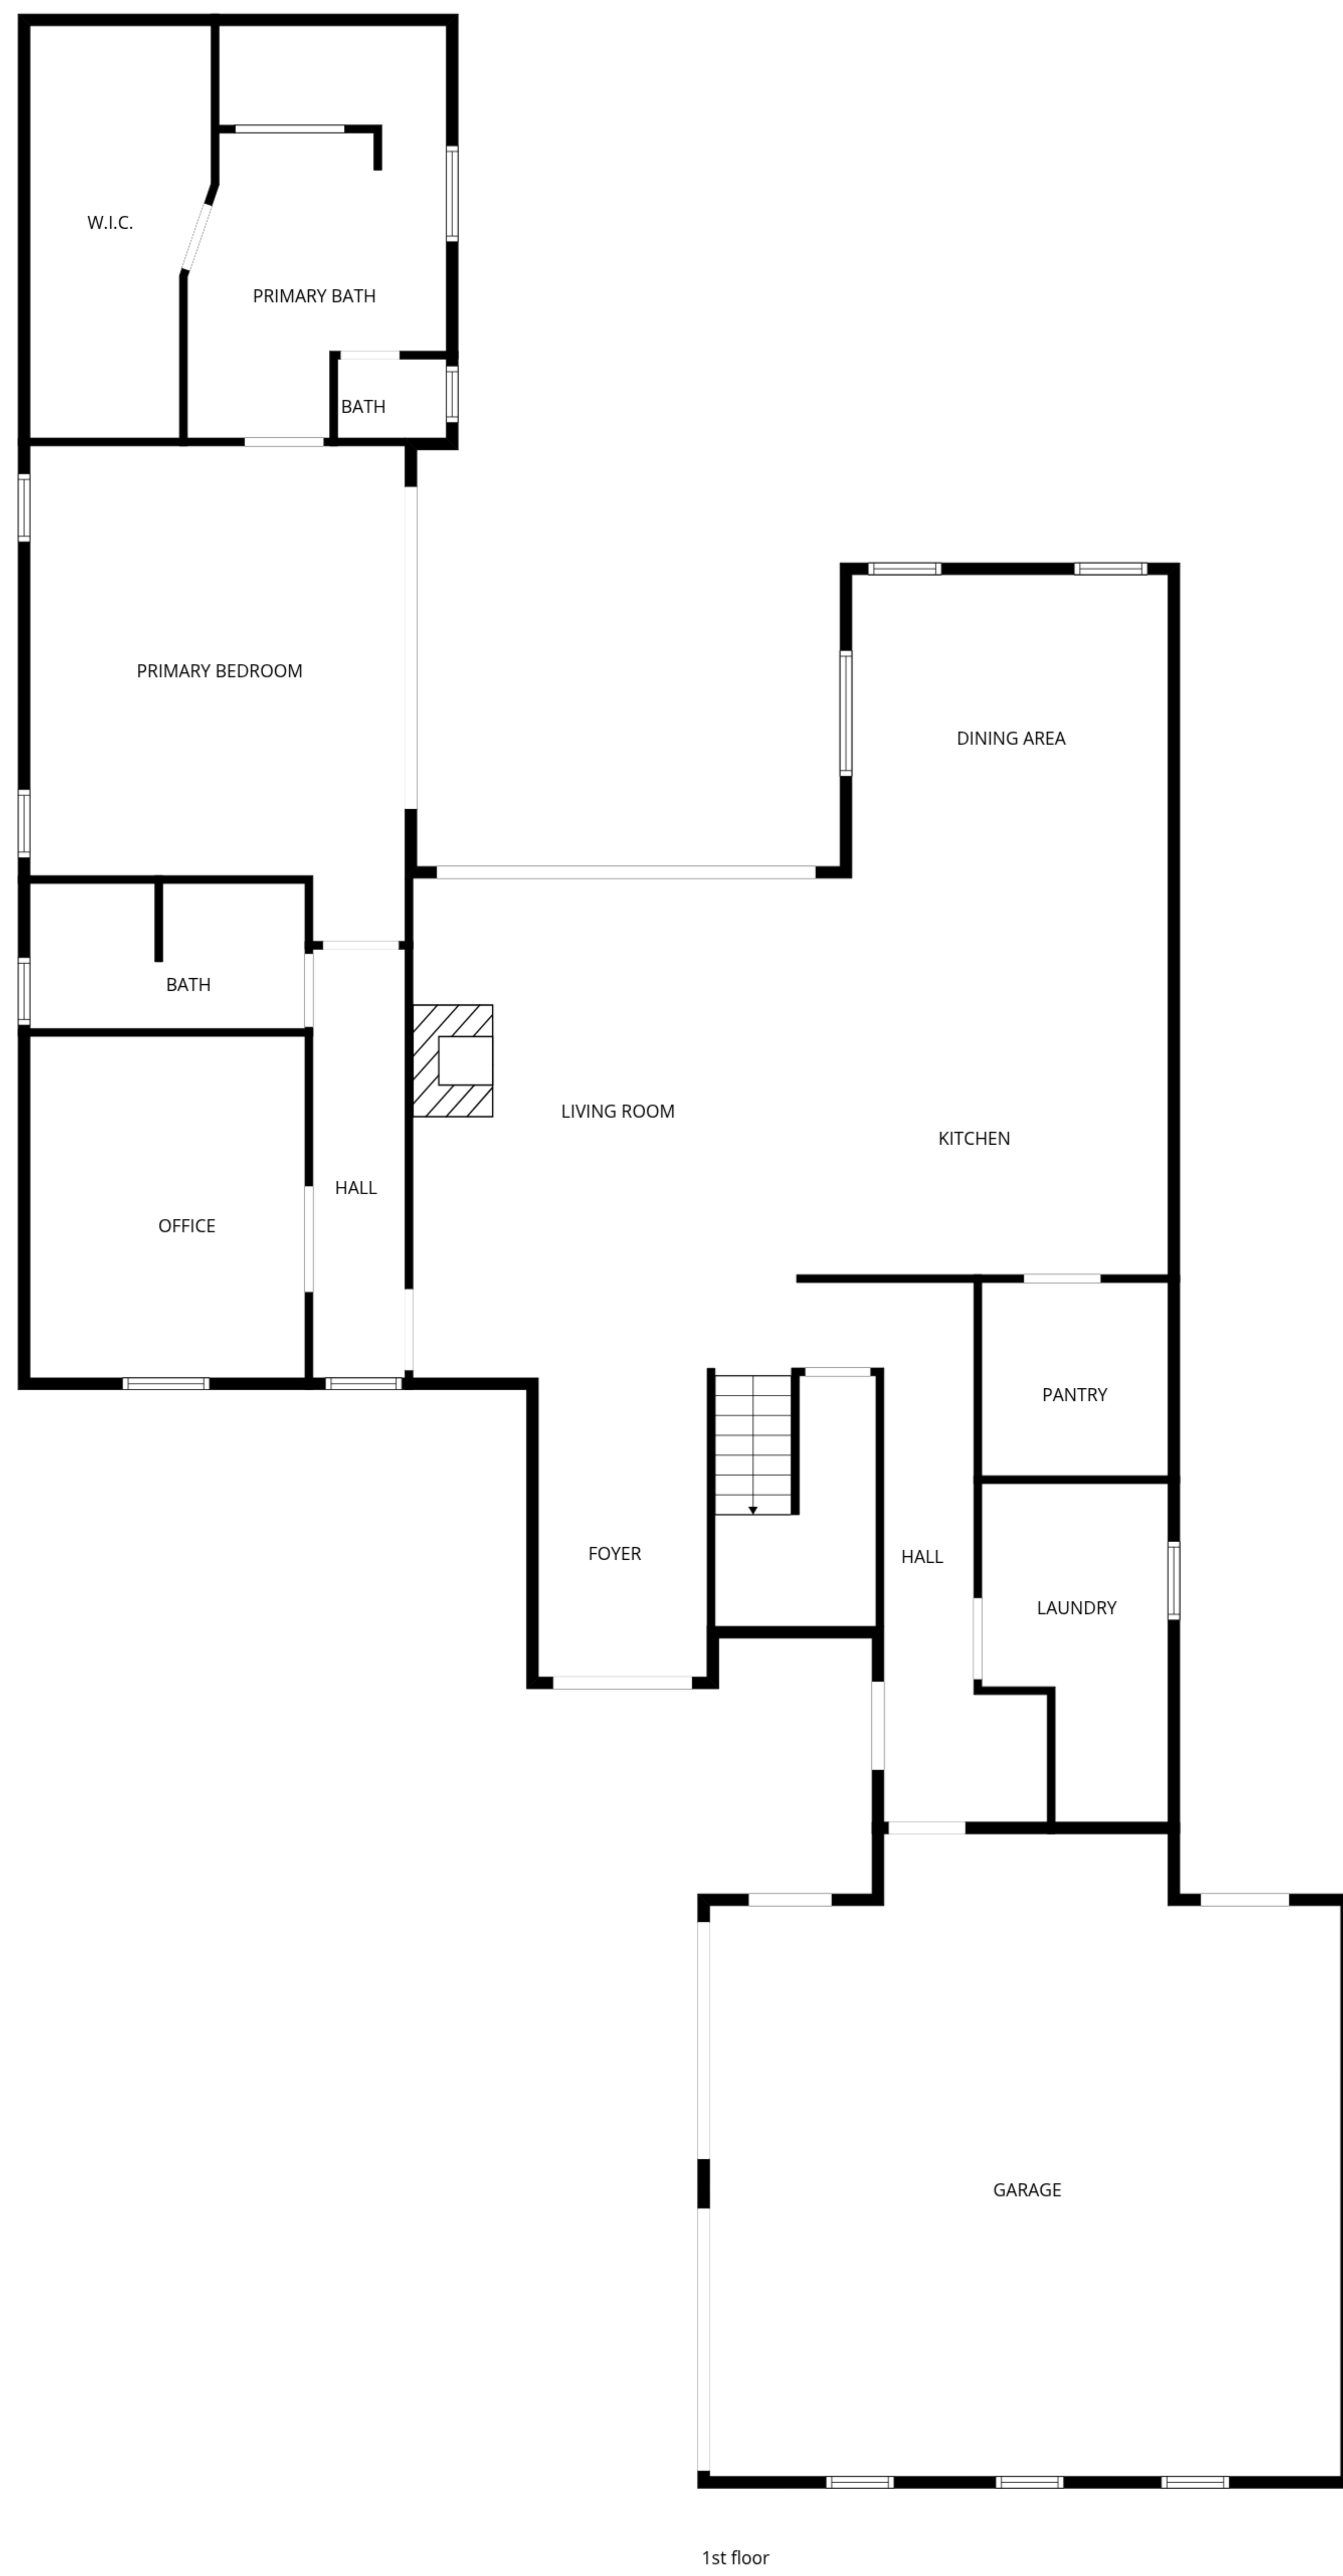 W.I.C.
PRIMARY BATH
BATH
PRIMARY BEDROOM
DINING AREA
BATH
LIVING ROOM
KITCHEN
HALL
OFFICE
PANTRY
FOYER
HALL
LAUNDRY
GARAGE
1st floor